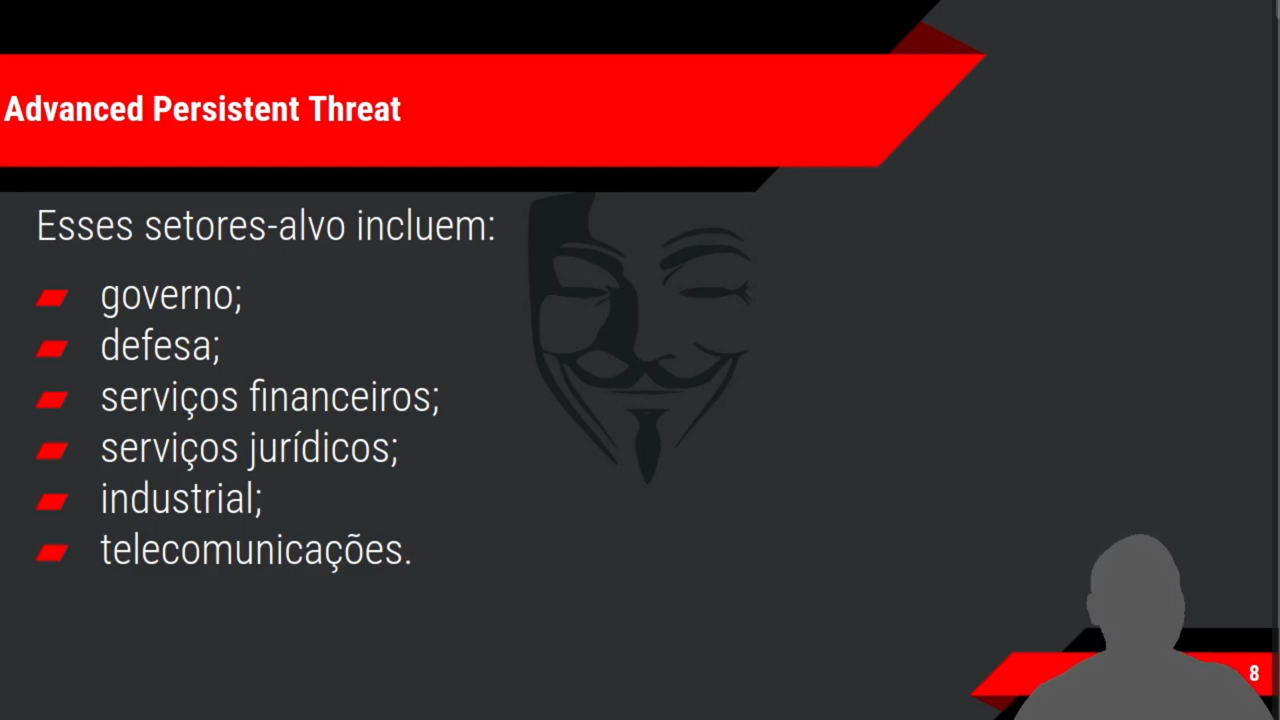 Advanced Persistent Threat
Esses setores-alvo incluem:
governo;
defesa;
serviços financeiros;
serviços jurídicos;
industrial;
telecomunicações.
8